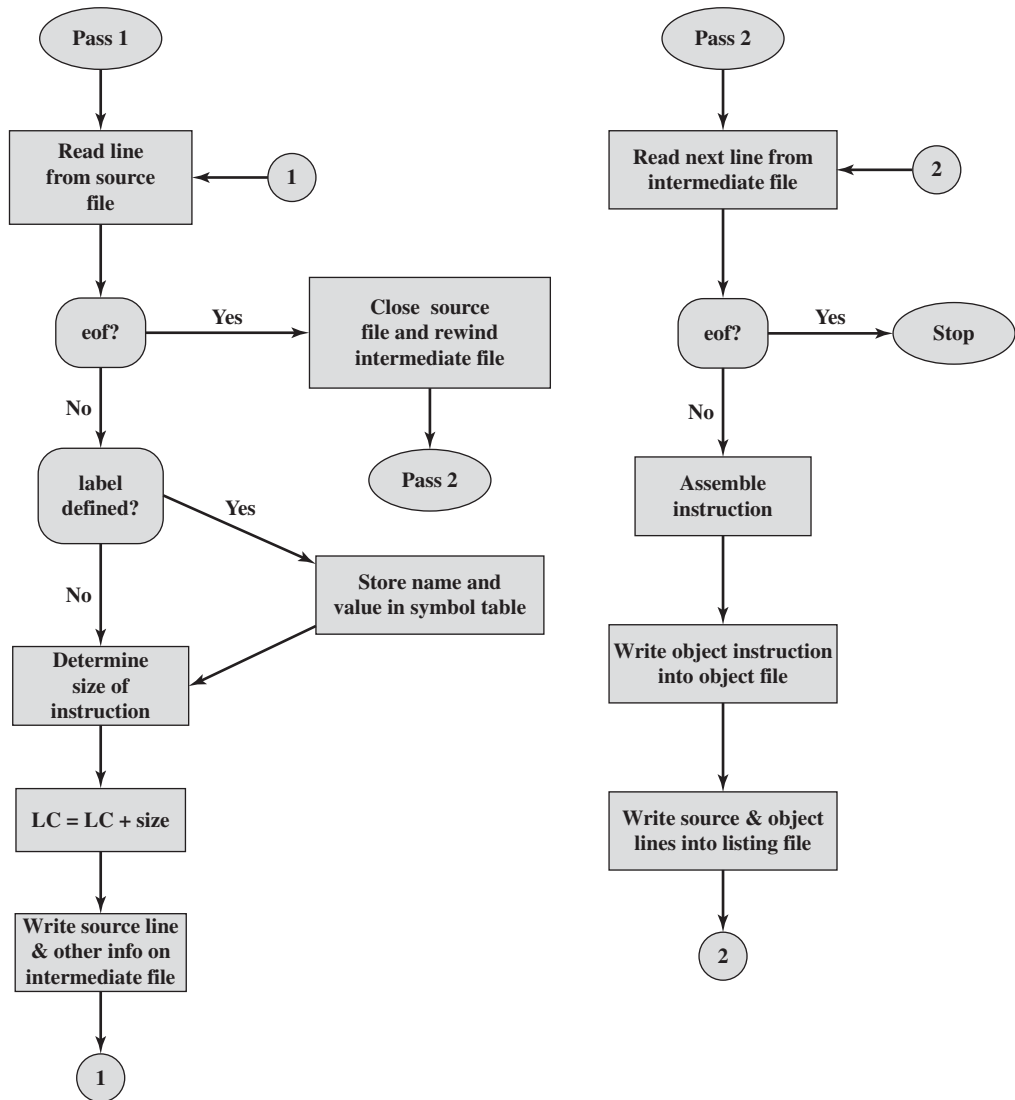 Pass 1
Read line
from source
file
1
eof?
Yes
Close source
file and rewind
intermediate file
No
Pass 2
label
defined?
Yes
Store name and
value in symbol table
No
Determine
size of
instruction
LC = LC + size
Write source line
& other info on
intermediate file
1
Pass 2
Read next line from
intermediate file
2
eof?
Yes
Stop
No
Assemble
instruction
Write object instruction
into object file
Write source & object
lines into listing file
2